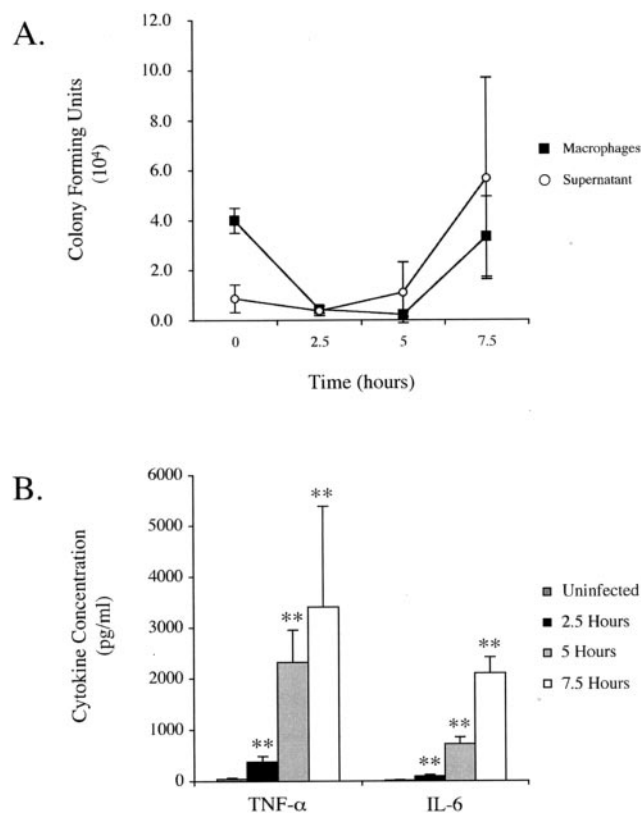 A.
12.0
10.0
8.0
6.0
4.0
2.0
0.0
Colony Forming Units
(10⁴)
0 2.5 5 7.5
Time (hours)
Macrophages
Supernatant
B.
6000
5000
4000
3000
2000
1000
0
Cytokine Concentration
(pg/ml)
** ** **
** ** **
TNF-α IL-6
Uninfected
2.5 Hours
5 Hours
7.5 Hours